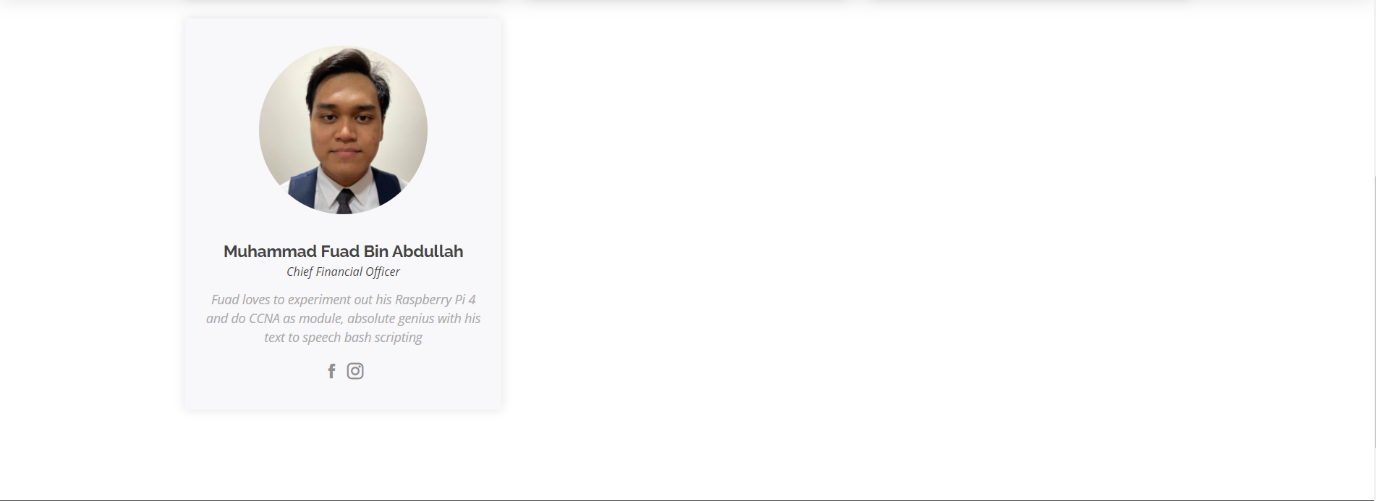 Muhammad Fuad Bin Abdullah
Chief Financial Officer
Fuad loves to experiment out his Raspberry Pi 4
and do CCNA as module, absolute genius with his
text to speech bash scripting